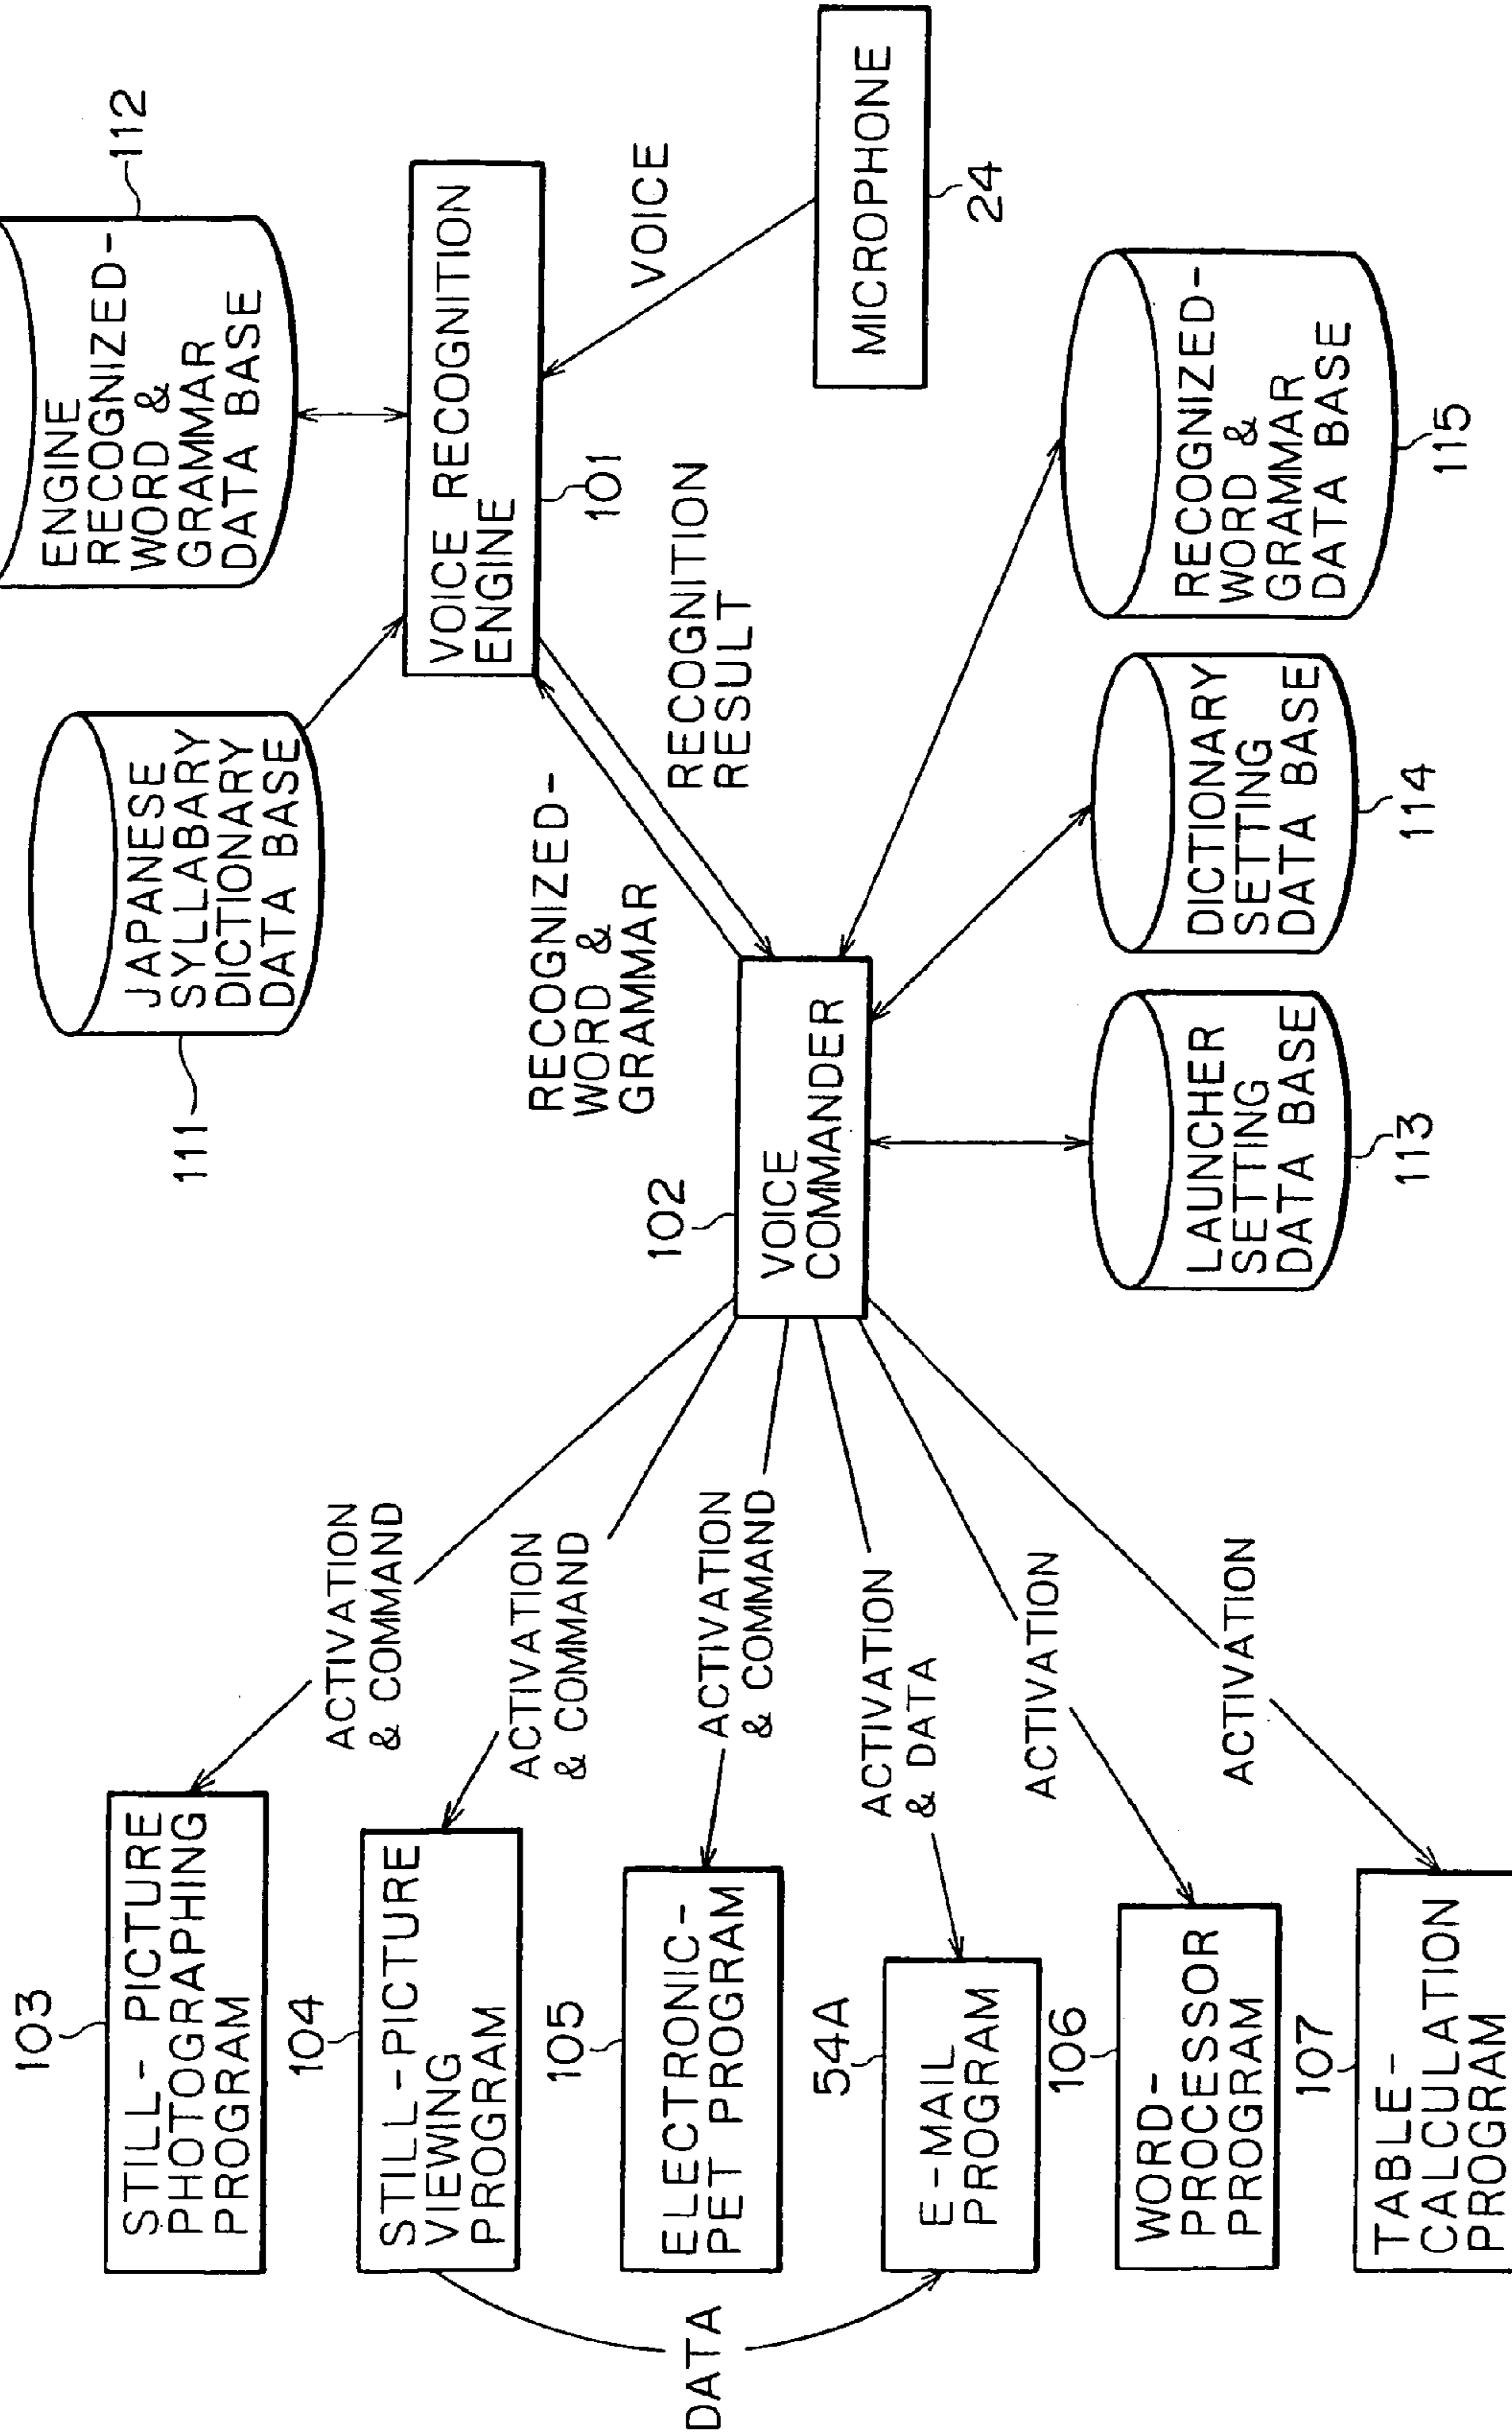 103
STILL-PICTURE
PHOTOGRAPHING
PROGRAM
104
STILL-PICTURE
VIEWING
PROGRAM
105
ELECTRONIC-
PET PROGRAM
54A
E-MAIL
PROGRAM
106
WORD-
PROCESSOR
PROGRAM
107
TABLE-
CALCULATION
PROGRAM
DATA
ACTIVATION
& COMMAND
ACTIVATION
& COMMAND
ACTIVATION
& COMMAND
ACTIVATION
& DATA
ACTIVATION
ACTIVATION
102
VOICE
COMMANDER
111
JAPANESE
SYLLABARY
DICTIONARY
DATA BASE
RECOGNIZED-
WORD &
GRAMMAR
RECOGNITION
RESULT
112
ENGINE
RECOGNIZED-
WORD &
GRAMMAR
DATA BASE
VOICE RECOGNITION
ENGINE
101
VOICE
MICROPHONE
24
LAUNCHER
SETTING
DATA BASE
113
DICTIONARY
SETTING
DATA BASE
114
RECOGNIZED-
WORD &
GRAMMAR
DATA BASE
115